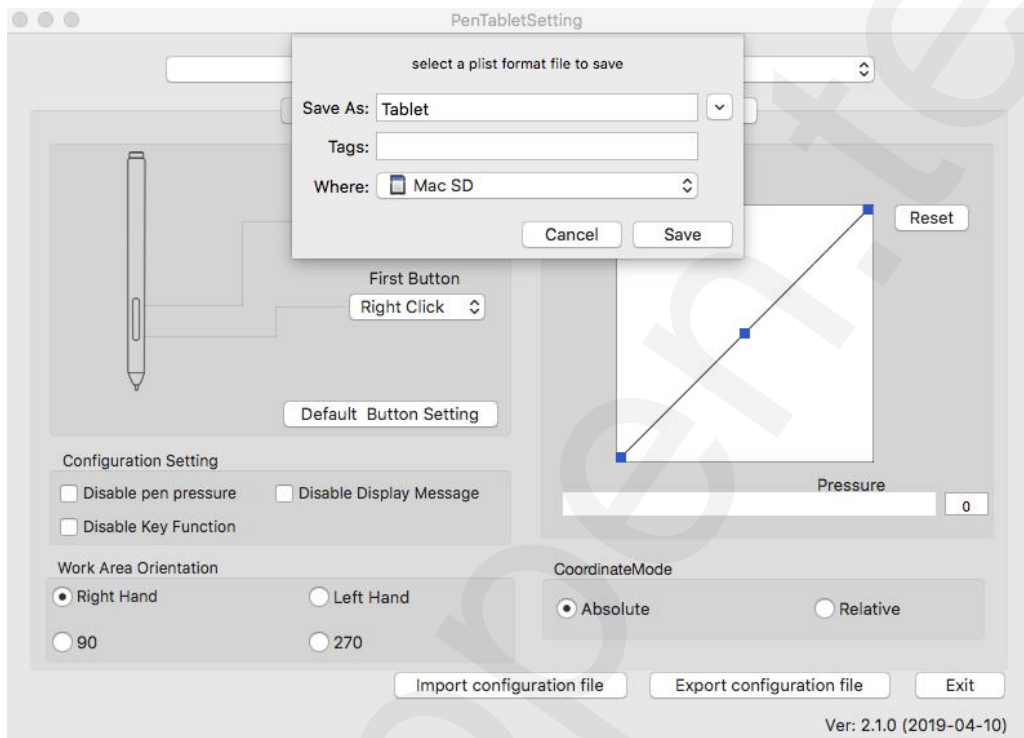 PenTabletSetting
select a plist format file to save
Save As: Tablet
Tags:
Where: Mac SD
Cancel Save
Reset
First Button
Right Click
Default Button Setting
Configuration Setting
Disable pen pressure Disable Display Message
Disable Key Function
Pressure
0
Work Area Orientation
Right Hand Left Hand
90 270
CoordinateMode
Absolute Relative
Import configuration file Export configuration file Exit
Ver: 2.1.0 (2019-04-10)